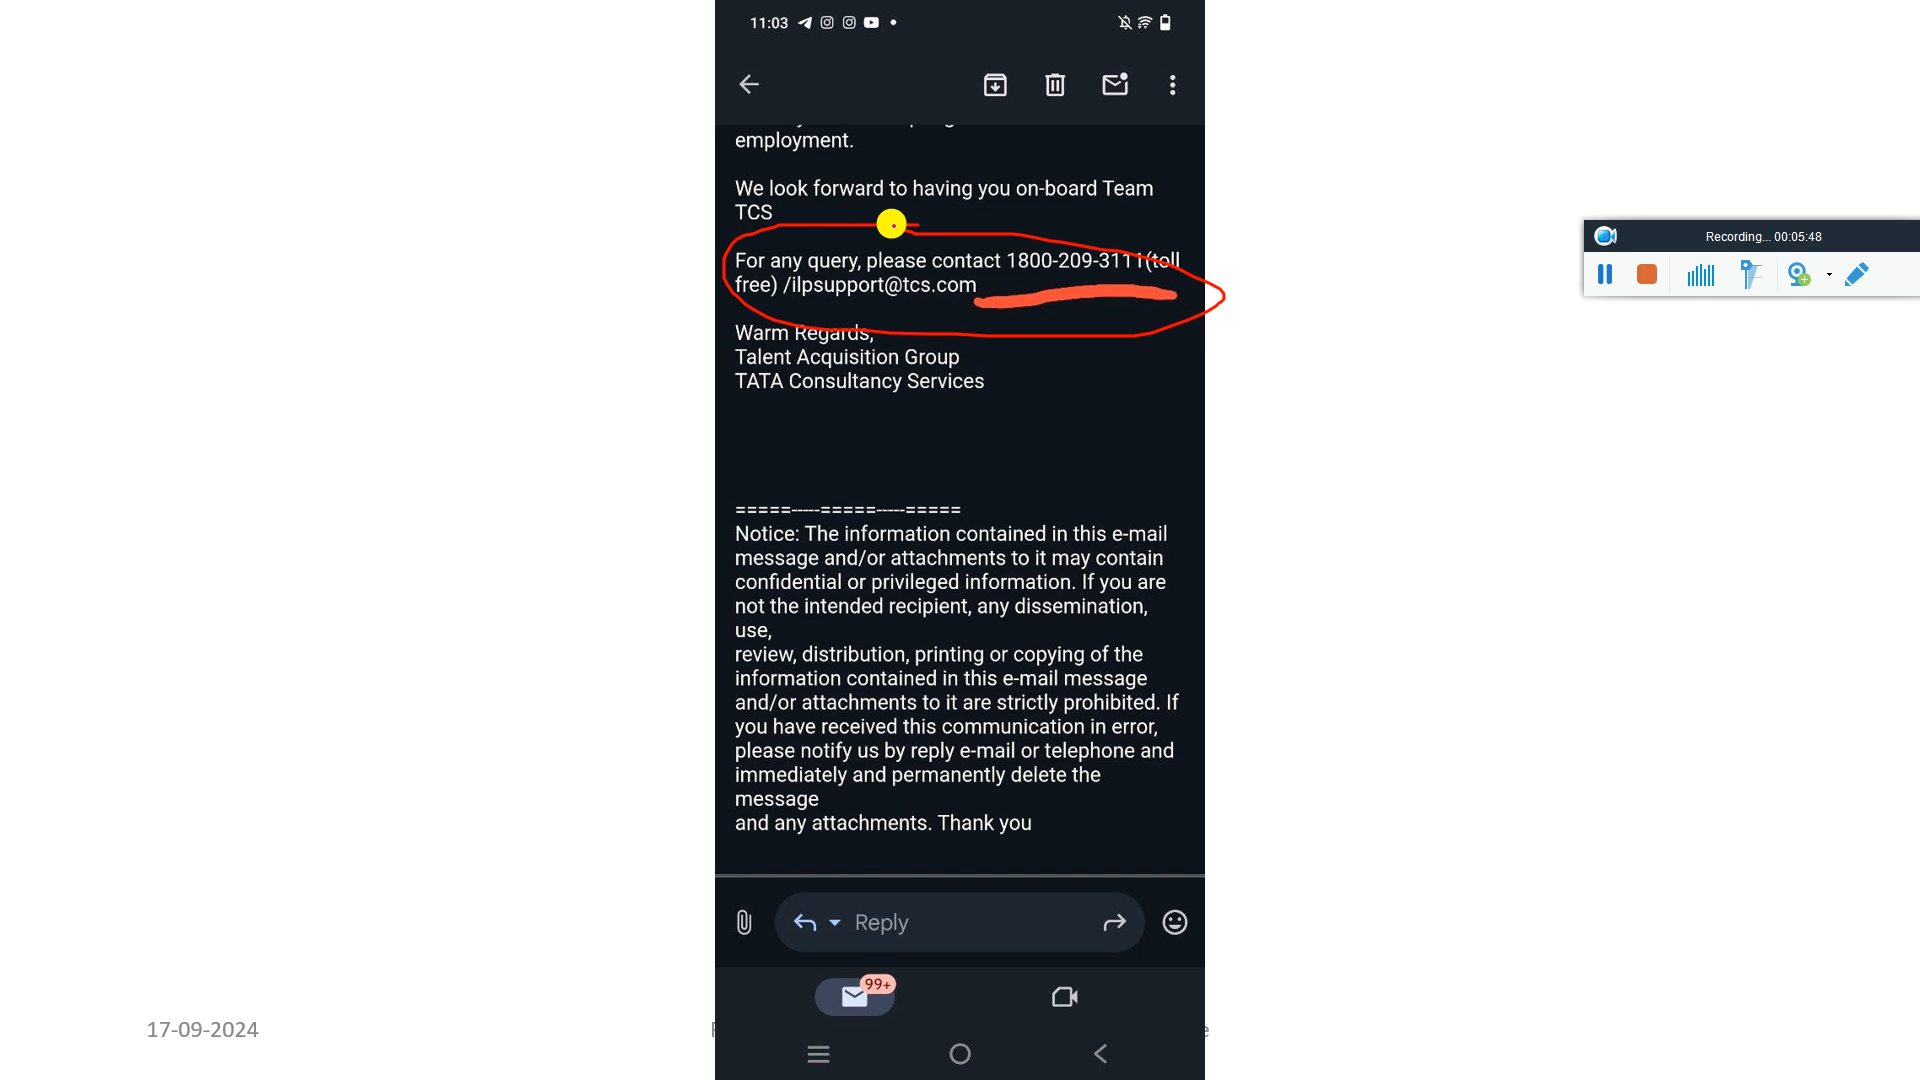 11:03
Recording... 00:05:48
employment.
We look forward to having you on-board Team
TCS
For any query, please contact 1800-209-3111(toll
free) /ilpsupport@tcs.com
Warm Regards,
Talent Acquisition Group
TATA Consultancy Services
=====-----=====-----=====
Notice: The information contained in this e-mail
message and/or attachments to it may contain
confidential or privileged information. If you are
not the intended recipient, any dissemination,
use,
review, distribution, printing or copying of the
information contained in this e-mail message
and/or attachments to it are strictly prohibited. If
you have received this communication in error,
please notify us by reply e-mail or telephone and
immediately and permanently delete the
message
and any attachments. Thank you
Reply
99+
17-09-2024